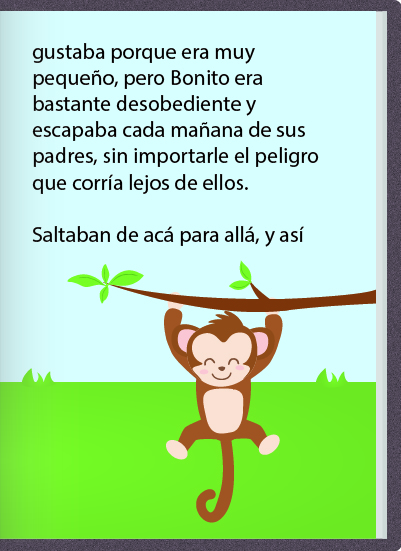 gustaba porque era muy
pequeño, pero Bonito era
bastante desobediente y
escapaba cada mañana de sus
padres, sin importarle el peligro
que corría lejos de ellos.
Saltaban de acá para allá, y así